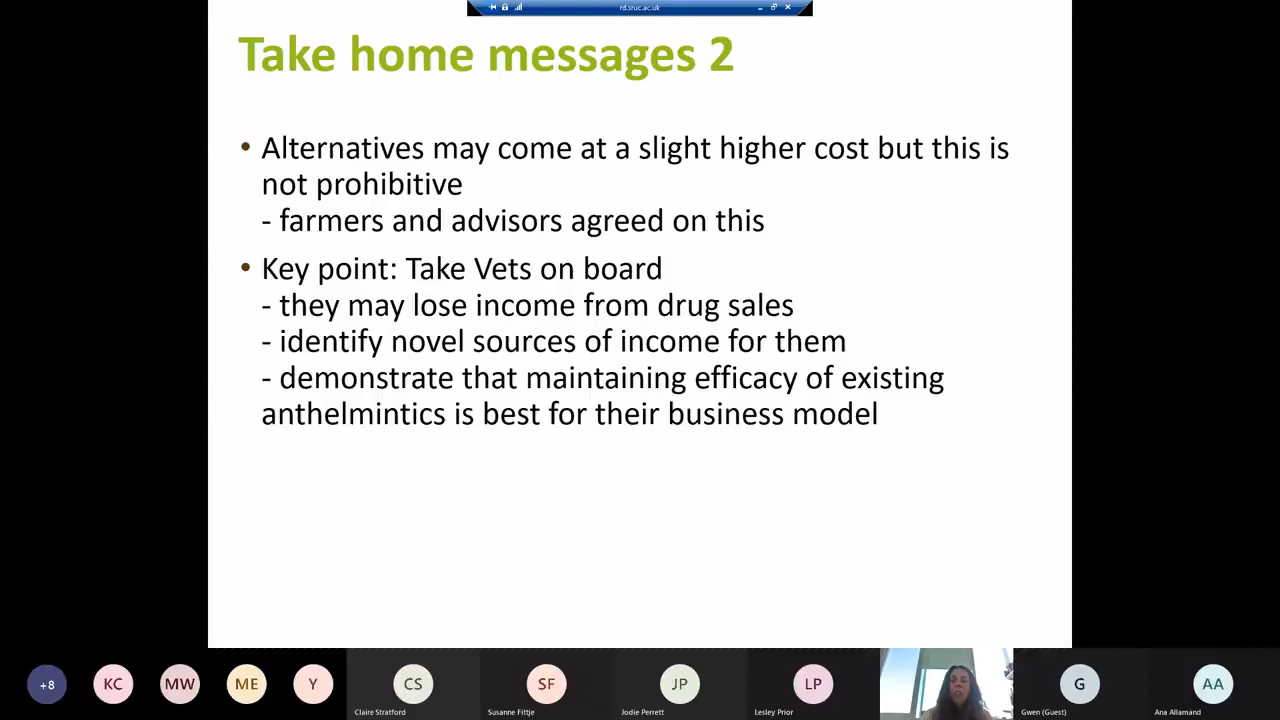 rd.sruc.ac.uk
Take home messages 2
• Alternatives may come at a slight higher cost but this is
not prohibitive
- farmers and advisors agreed on this
• Key point: Take Vets on board
- they may lose income from drug sales
- identify novel sources of income for them
- demonstrate that maintaining efficacy of existing
anthelmintics is best for their business model
+8
KC
MW
ME
Y
CS
SF
JP
LP
G
AA
Claire Stratford
Susanne Fittje
Jodie Perrett
Lesley Prior
Gwen (Guest)
Ana Allamand